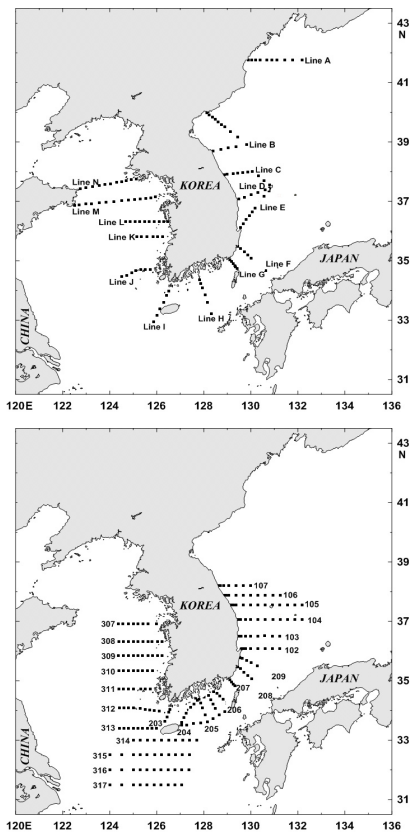 43
N
Line A
41
Line B
39
Line C
KOREA
Line D
Line N
Line M
37
Line E
Line L
Line K
JAPAN
35
Line F
Line G
Line J
CHINA
Line H
Line I
33
31
120E 122 124 126 128 130 132 134 136
43
N
41
39
107
106
KOREA
105
307
37
104
308
103
309
102
310
209
JAPAN
311
207
208
35
312
206
203
204
205
313
CHINA
314
33
315
316
317
31
120E 122 124 126 128 130 132 134 136